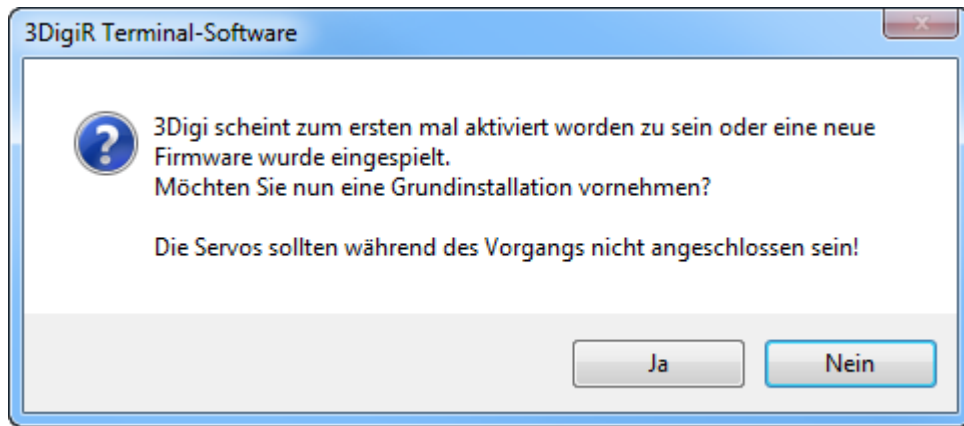 3DigiR Terminal-Software
3Digi scheint zum ersten mal aktiviert worden zu sein oder eine neue
Firmware wurde eingespielt.
Möchten Sie nun eine Grundinstallation vornehmen?
Die Servos sollten während des Vorgangs nicht angeschlossen sein!
Ja
Nein